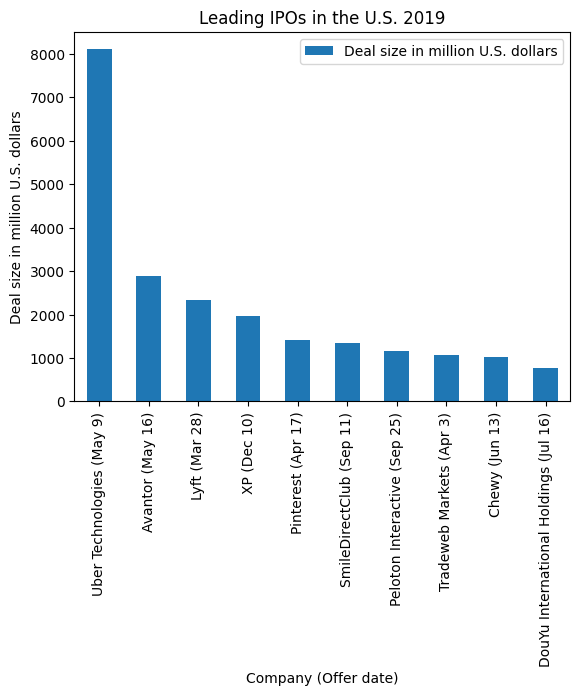 Leading IPOs in the U.S. 2019
Deal size in million U.S. dollars
Deal size in million U.S. dollars
8000
7000
6000
5000
4000
3000
2000
1000
0
Uber Technologies (May 9)
Avantor (May 16)
Lyft (Mar 28)
XP (Dec 10)
Pinterest (Apr 17)
SmileDirectClub (Sep 11)
Peloton Interactive (Sep 25)
Tradeweb Markets (Apr 3)
Chewy (Jun 13)
DouYu International Holdings (Jul 16)
Company (Offer date)